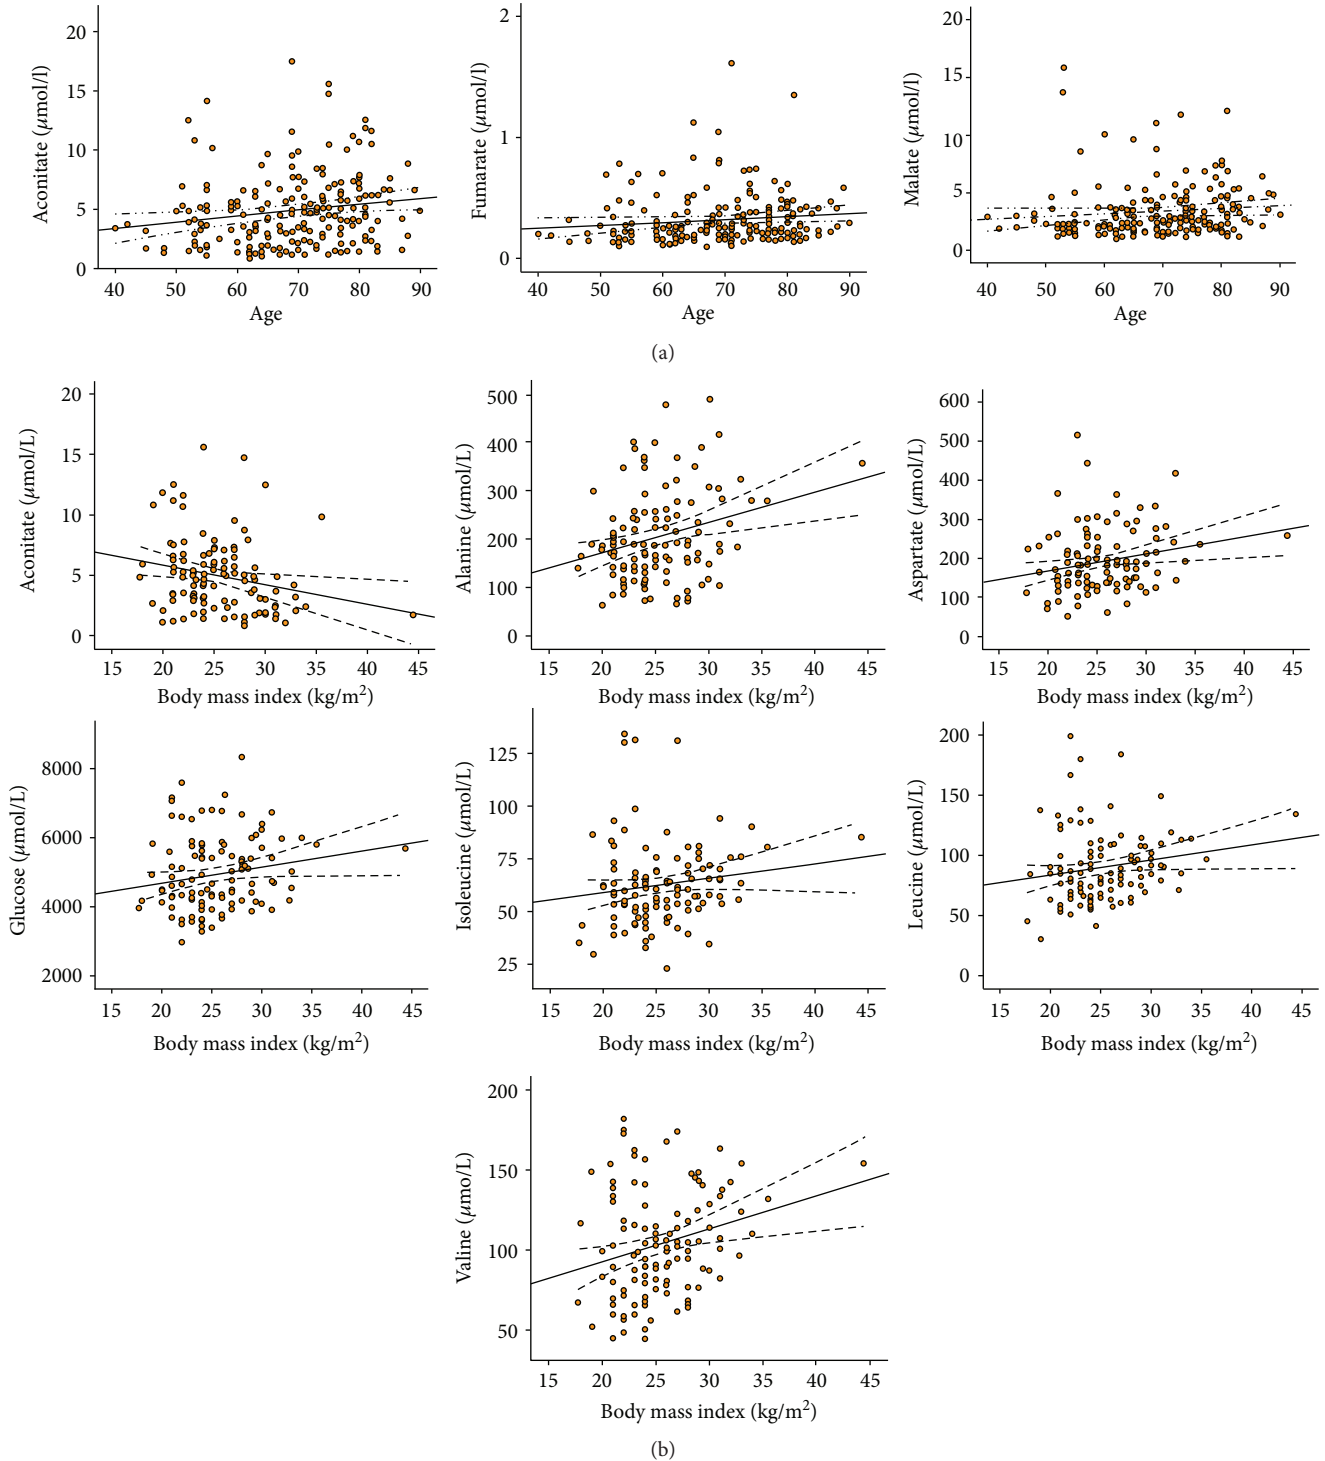 Aconitate (μmol/l)
20
15
10
5
0
40 50 60 70 80 90
Age
Fumarate (μmol/l)
2
1
0
40 50 60 70 80 90
Age
Malate (μmol/l)
20
15
10
5
0
40 50 60 70 80 90
Age
(a)
Aconitate (μmol/L)
20
15
10
5
0
15 20 25 30 35 40 45
Body mass index (kg/m²)
Alanine (μmol/L)
500
400
300
200
100
0
15 20 25 30 35 40 45
Body mass index (kg/m²)
Aspartate (μmol/L)
600
500
400
300
200
100
0
15 20 25 30 35 40 45
Body mass index (kg/m²)
Glucose (μmol/L)
8000
6000
4000
2000
15 20 25 30 35 40 45
Body mass index (kg/m²)
Isoleucine (μmol/L)
125
100
75
50
25
15 20 25 30 35 40 45
Body mass index (kg/m²)
Leucine (μmol/L)
200
150
100
50
0
15 20 25 30 35 40 45
Body mass index (kg/m²)
Valine (μmo/L)
200
150
100
50
15 20 25 30 35 40 45
Body mass index (kg/m²)
(b)